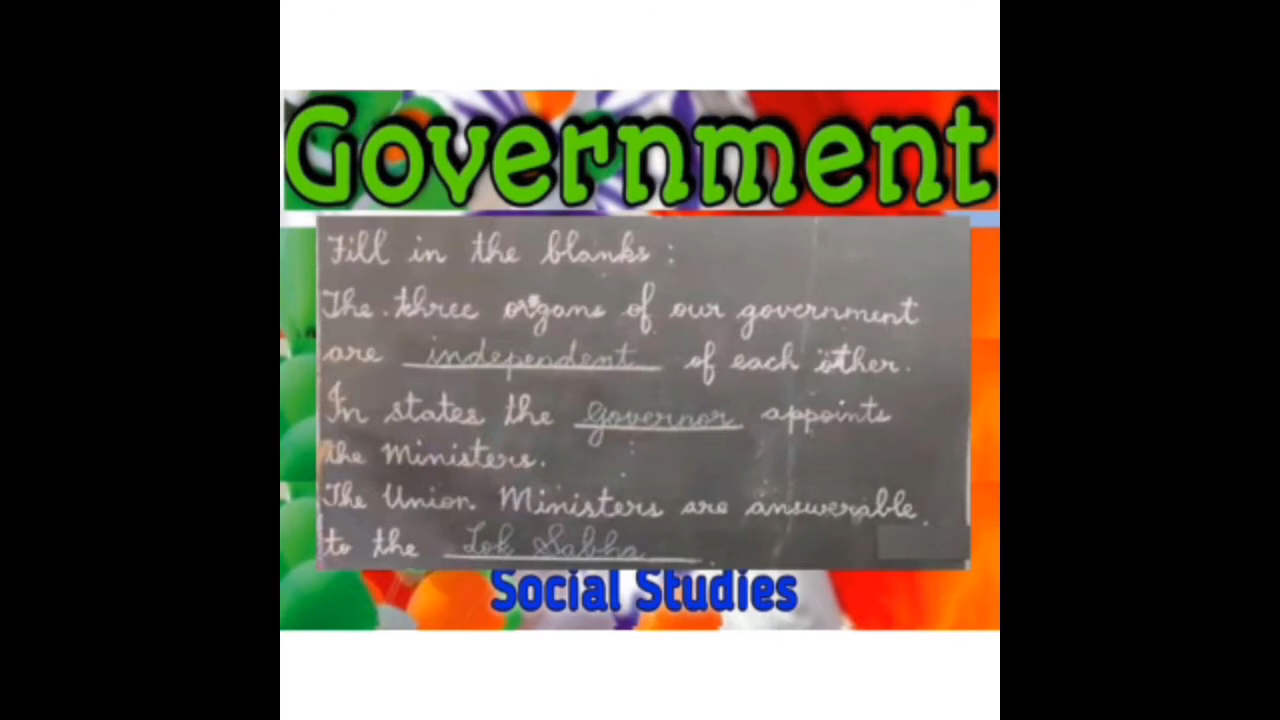 Government
Fill in the blanks :
The three organs of our government
are independent of each other.
In states the Governor appoints
the Ministers.
The Union Ministers are answerable
to the Lok Sabha.
Social Studies